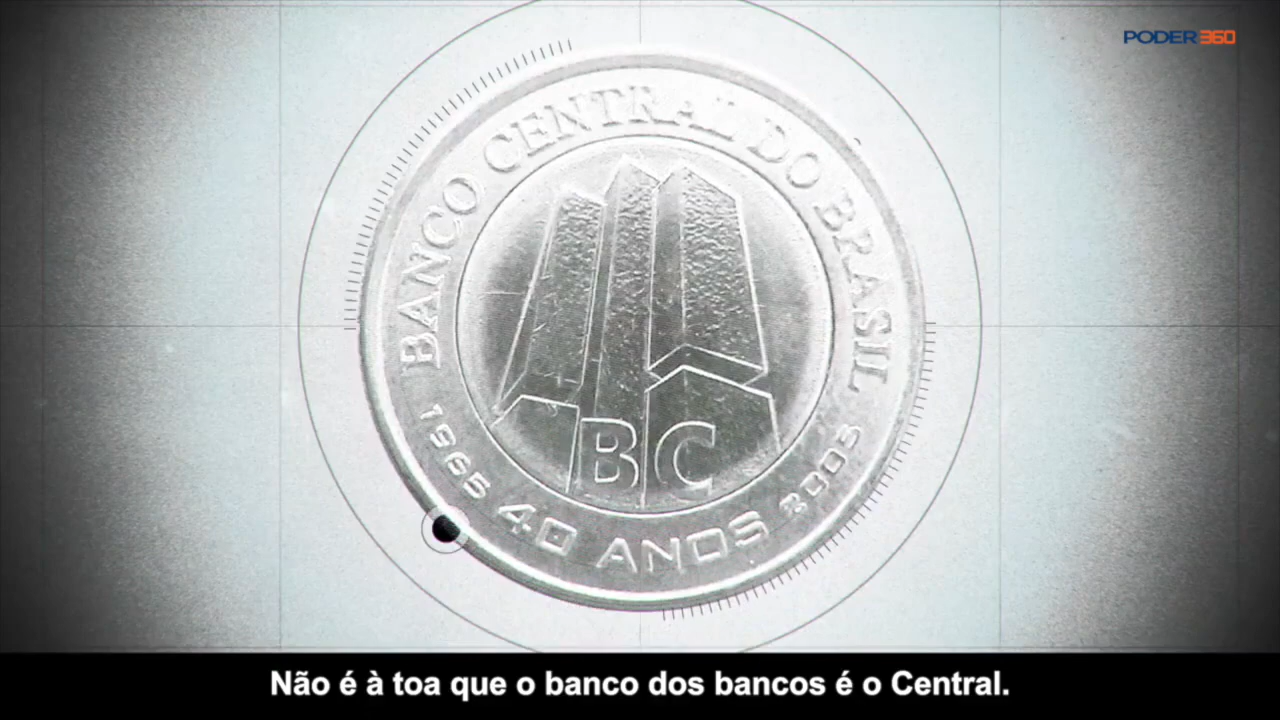 PODER360
BANCO CENTRAL DO BRASIL
BC
1965 40 ANOS 2005
Não é à toa que o banco dos bancos é o Central.